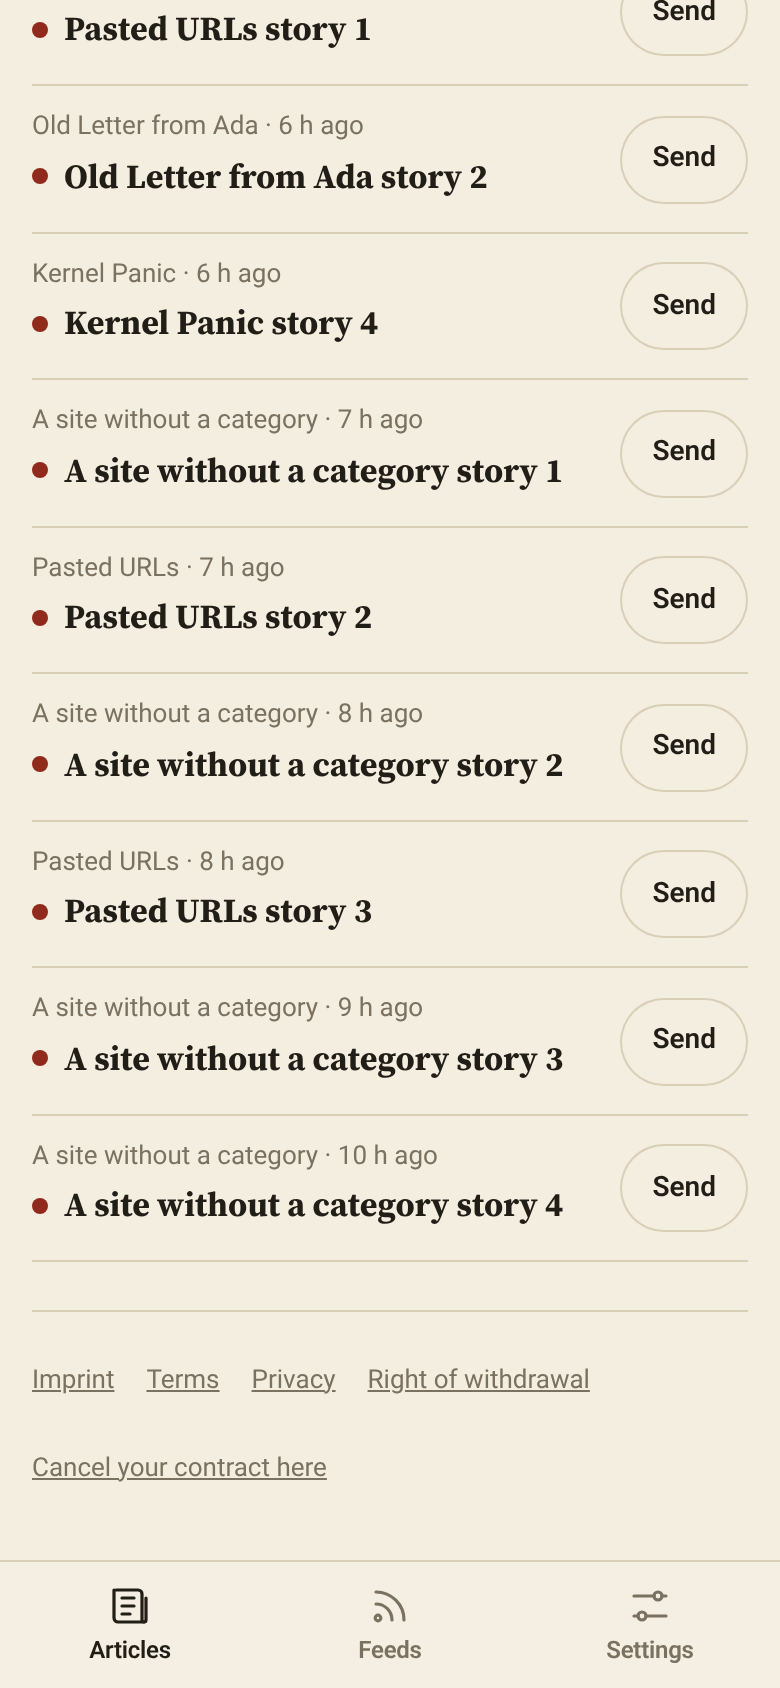 Pasted URLs story 1
Send
Old Letter from Ada · 6 h ago
Old Letter from Ada story 2
Send
Kernel Panic · 6 h ago
Kernel Panic story 4
Send
A site without a category · 7 h ago
A site without a category story 1
Send
Pasted URLs · 7 h ago
Pasted URLs story 2
Send
A site without a category · 8 h ago
A site without a category story 2
Send
Pasted URLs · 8 h ago
Pasted URLs story 3
Send
A site without a category · 9 h ago
A site without a category story 3
Send
A site without a category · 10 h ago
A site without a category story 4
Send
Imprint Terms Privacy Right of withdrawal
Cancel your contract here
Articles Feeds Settings